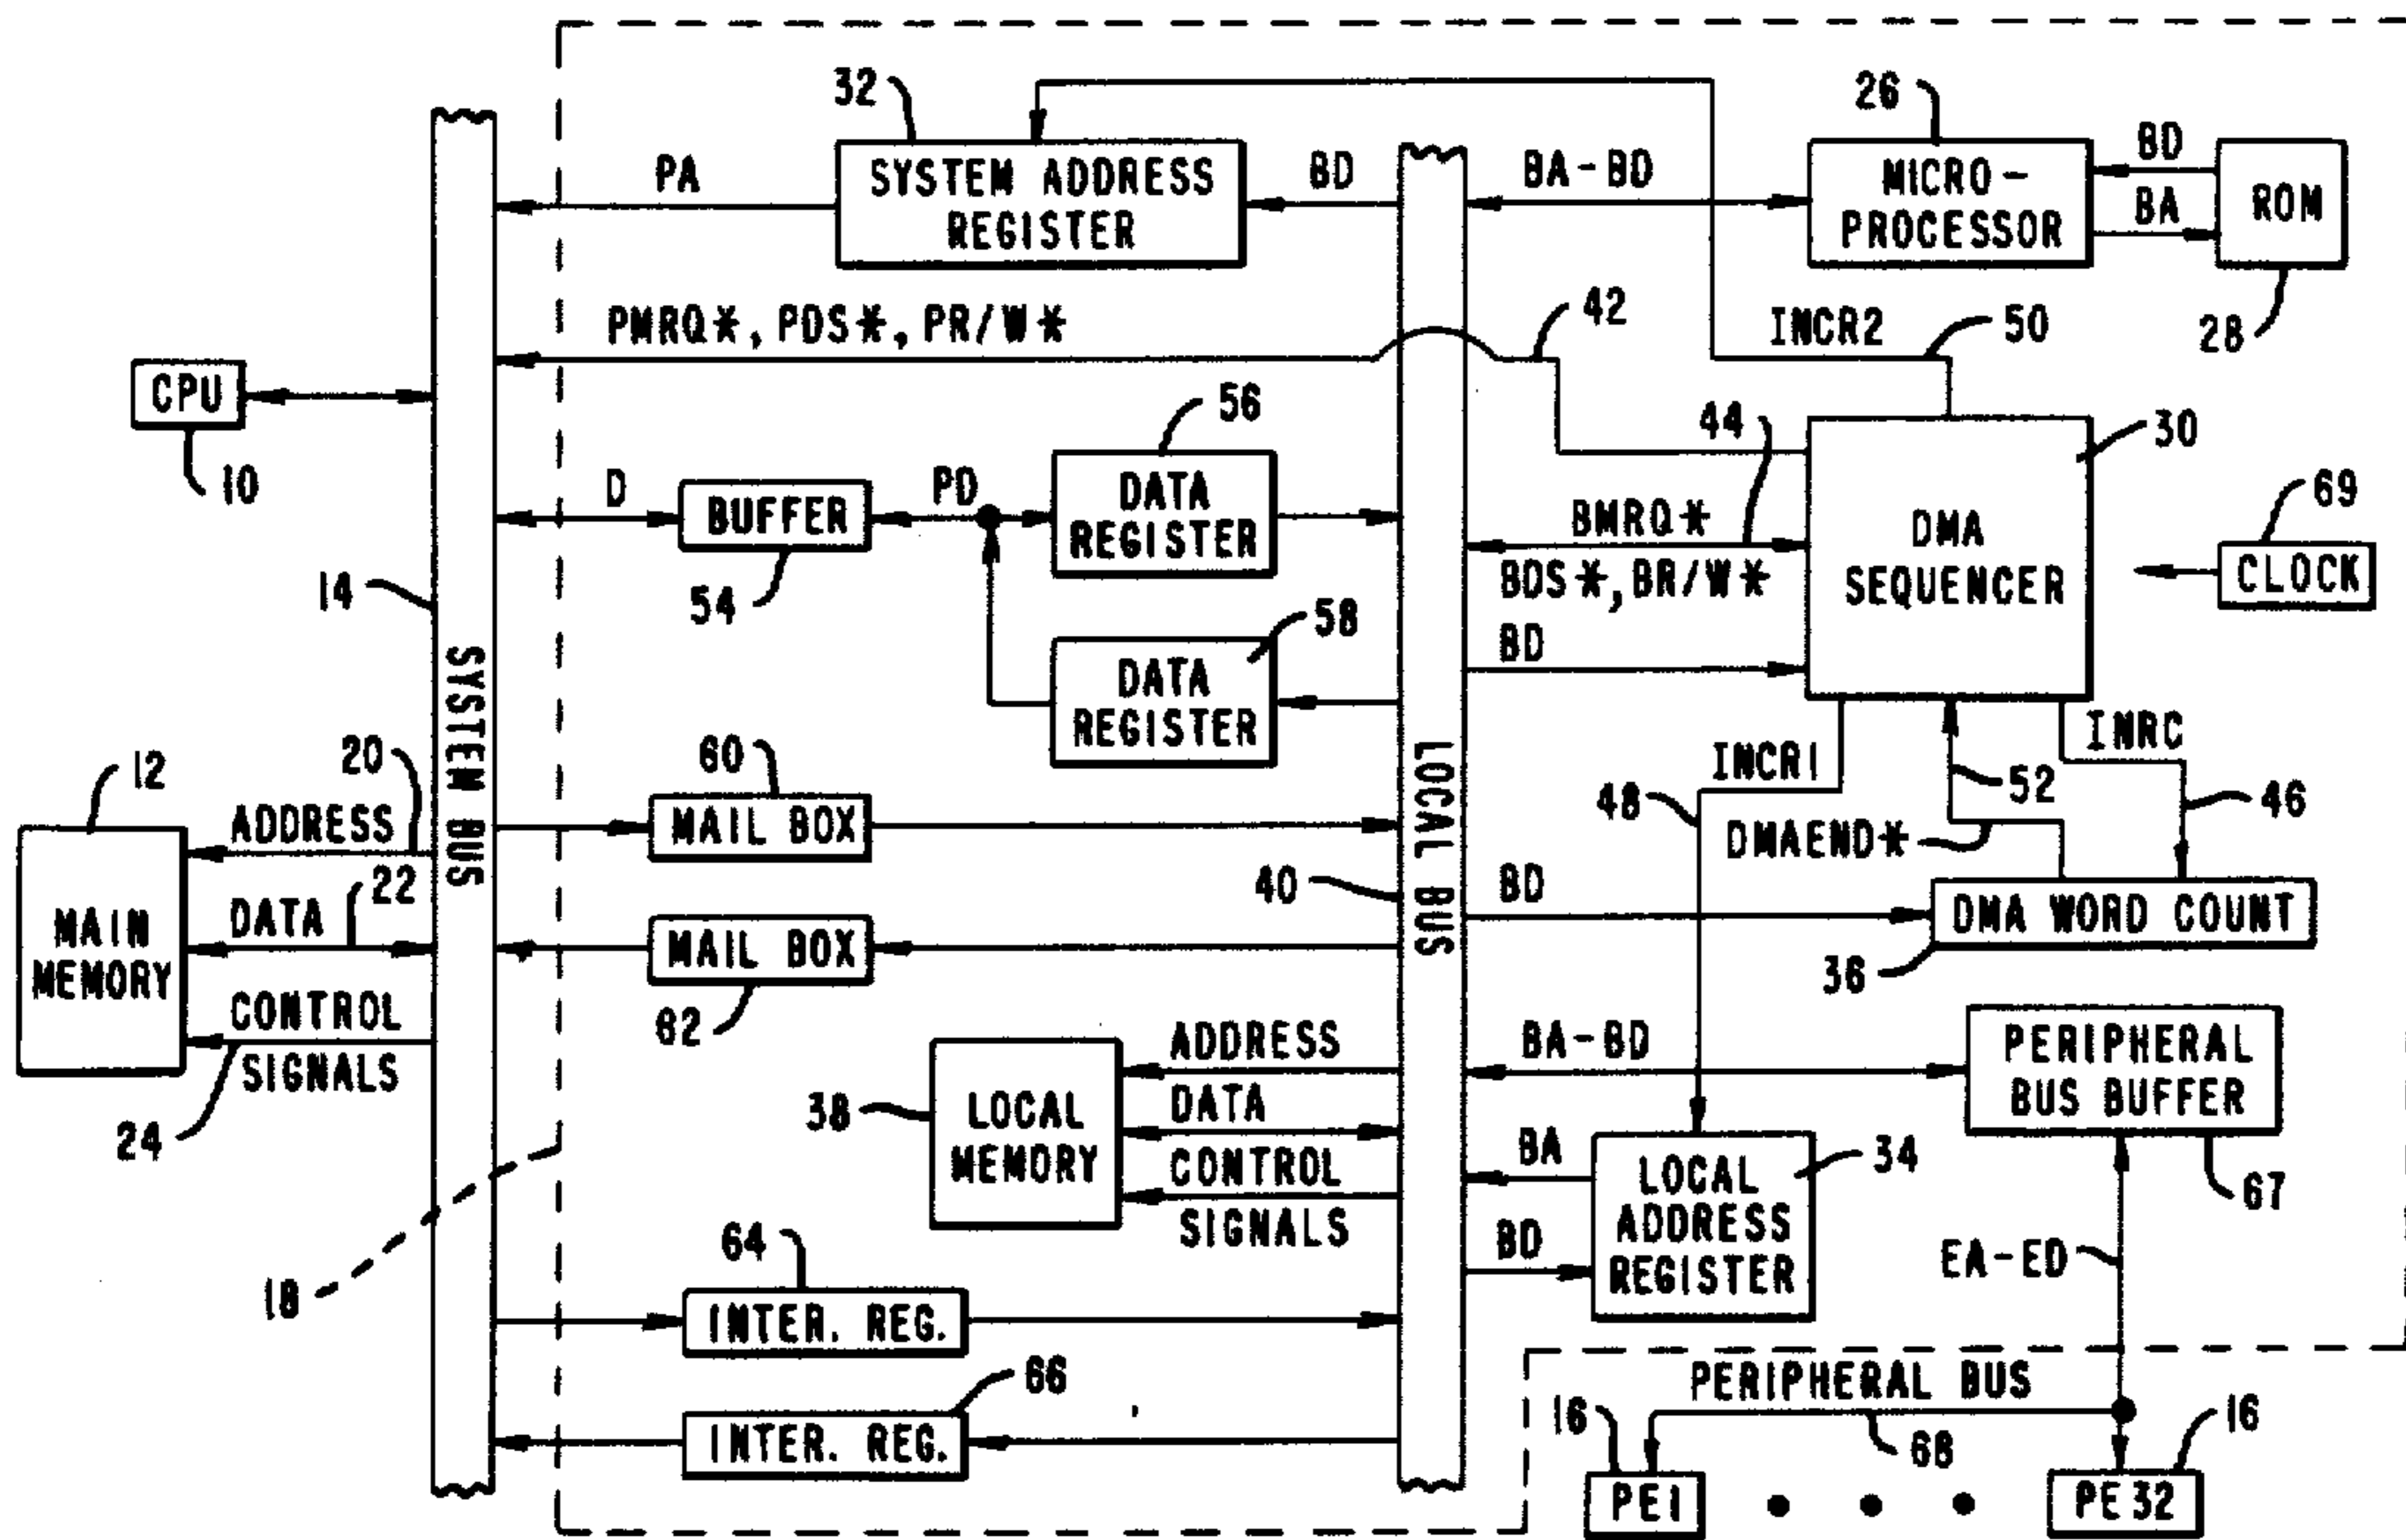 32
26
PA
SYSTEM ADDRESS
REGISTER
BD
BA-BD
MICRO-
PROCESSOR
BD
BA
ROM
28
PMRQ*, PDS*, PR/W*
42
INCR2
50
CPU
10
D
BUFFER
54
PD
56
DATA
REGISTER
44
BMRQ*
BDS*, BR/W*
BD
DMA
SEQUENCER
30
69
CLOCK
14
SYSTEM BUS
58
DATA
REGISTER
LOCAL BUS
40
INCR1
48
52
INRC
46
DMAEND*
12
20
ADDRESS
22
DATA
MAIN
MEMORY
CONTROL
SIGNALS
24
60
MAIL BOX
MAIL BOX
62
BD
DMA WORD COUNT
36
38
LOCAL
MEMORY
ADDRESS
DATA
CONTROL
SIGNALS
BA-BD
PERIPHERAL
BUS BUFFER
67
BA
BD
LOCAL
ADDRESS
REGISTER
34
EA-ED
18
64
INTER. REG.
66
INTER. REG.
PERIPHERAL BUS
16
68
16
PE1
PE32